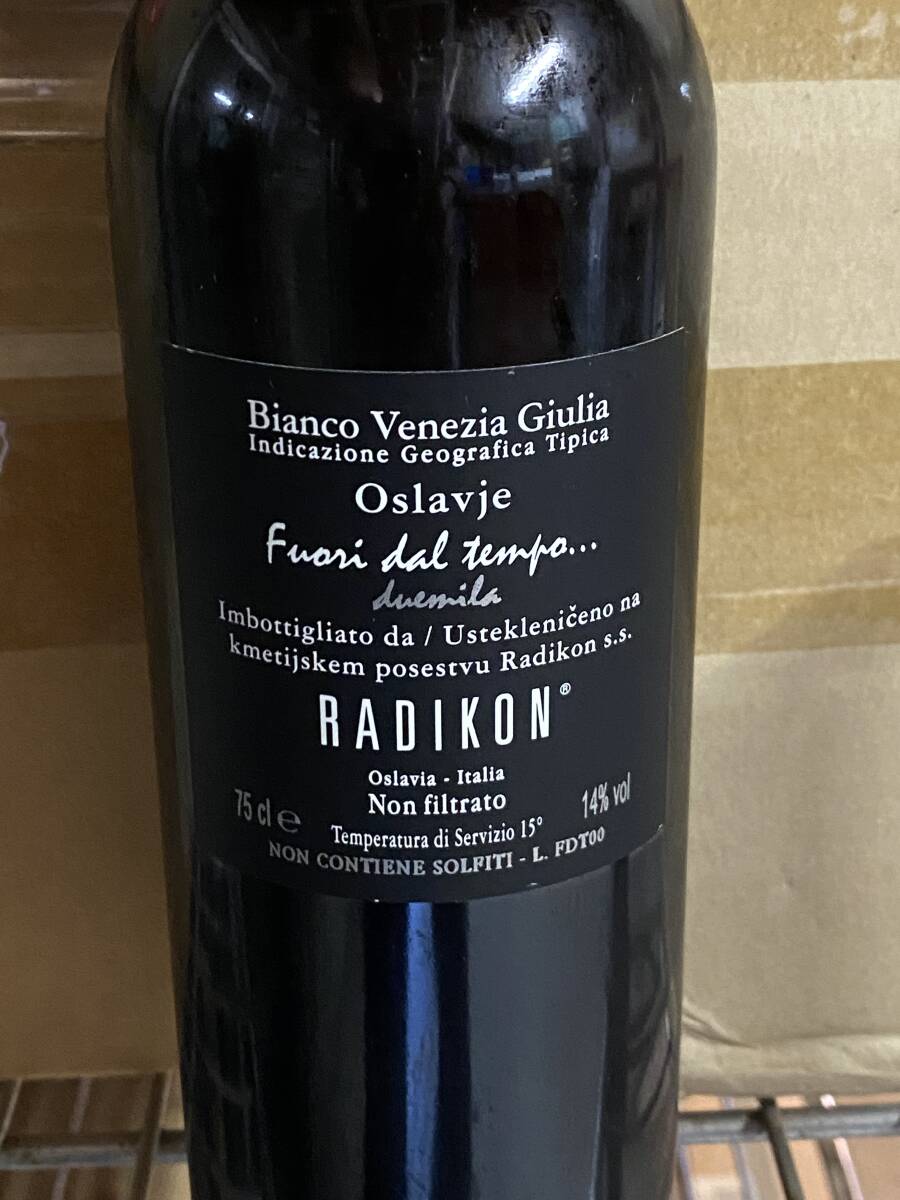 Bianco Venezia Giulia
Indicazione Geografica Tipica
Oslavje
Fuori dal tempo...
duemila
Imbottigliato da / Ustekleničeno na
kmetijskem posestvu Radikon s.s.
RADIKON®
Oslavia - Italia
75 cl e Non filtrato 14% vol
Temperatura di Servizio 15°
NON CONTIENE SOLFITI - L. FDT00